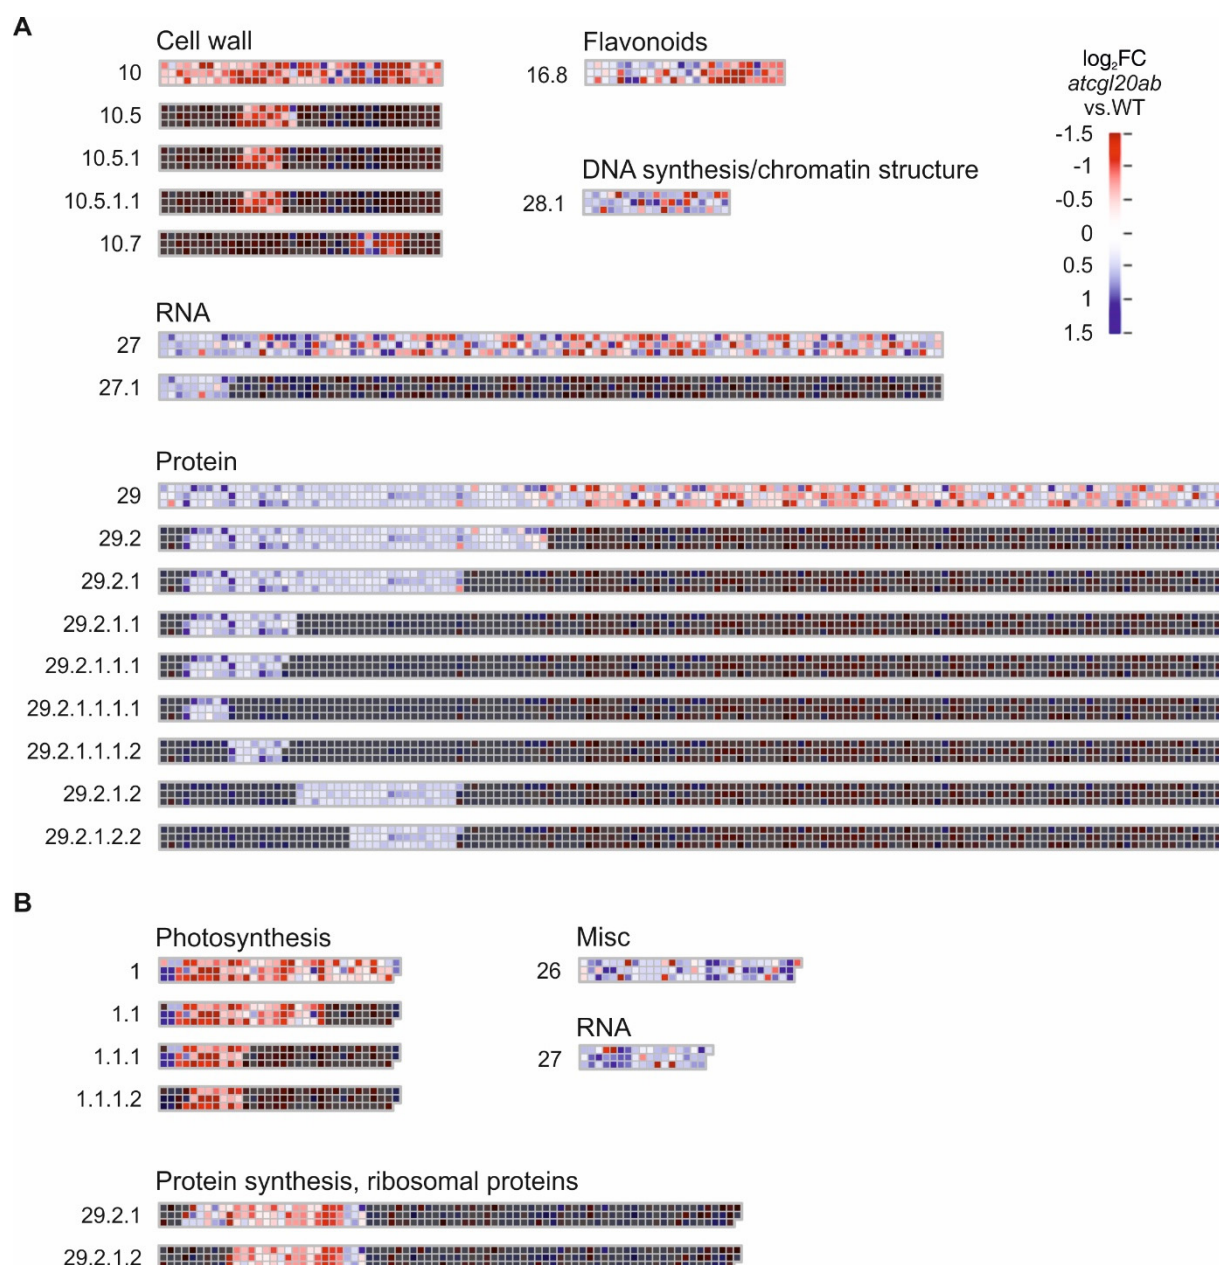 A
Cell wall
10
10.5
10.5.1
10.5.1.1
10.7
Flavonoids
16.8
DNA synthesis/chromatin structure
28.1
log₂FC
atcgl20ab
vs.WT
-1.5
-1
-0.5
0
0.5
1
1.5
RNA
27
27.1
Protein
29
29.2
29.2.1
29.2.1.1
29.2.1.1.1
29.2.1.1.1.1
29.2.1.1.1.2
29.2.1.2
29.2.1.2.2
B
Photosynthesis
1
1.1
1.1.1
1.1.1.2
Misc
26
RNA
27
Protein synthesis, ribosomal proteins
29.2.1
29.2.1.2